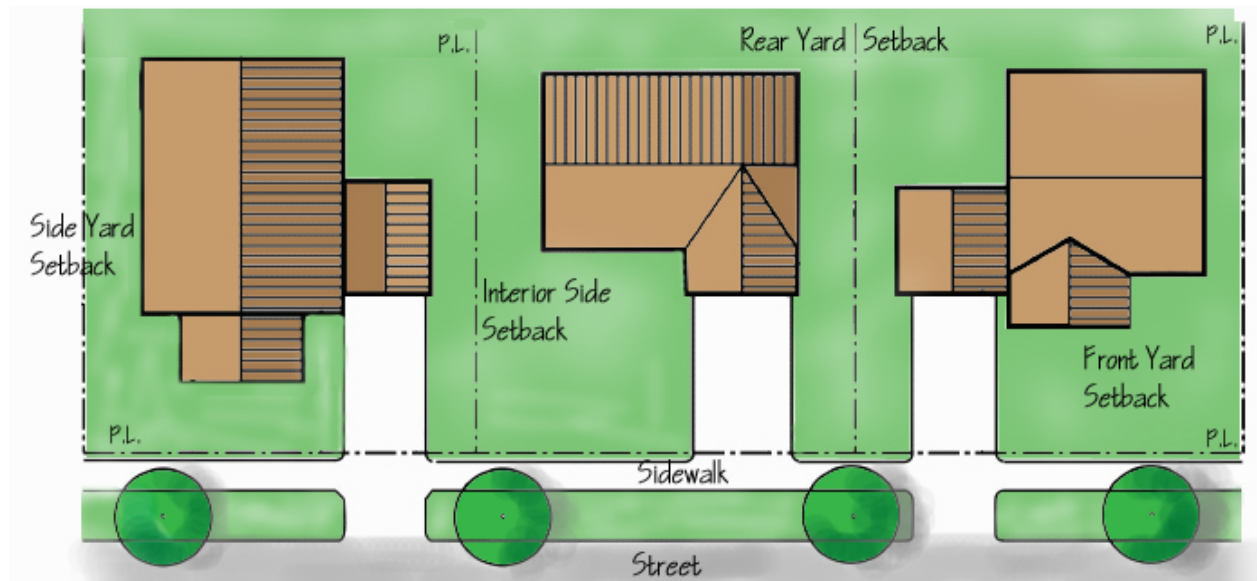 P.L.
Rear Yard Setback
P.L.
Side Yard
Setback
Interior Side
Setback
Front Yard
Setback
P.L.
P.L.
Sidewalk
Street